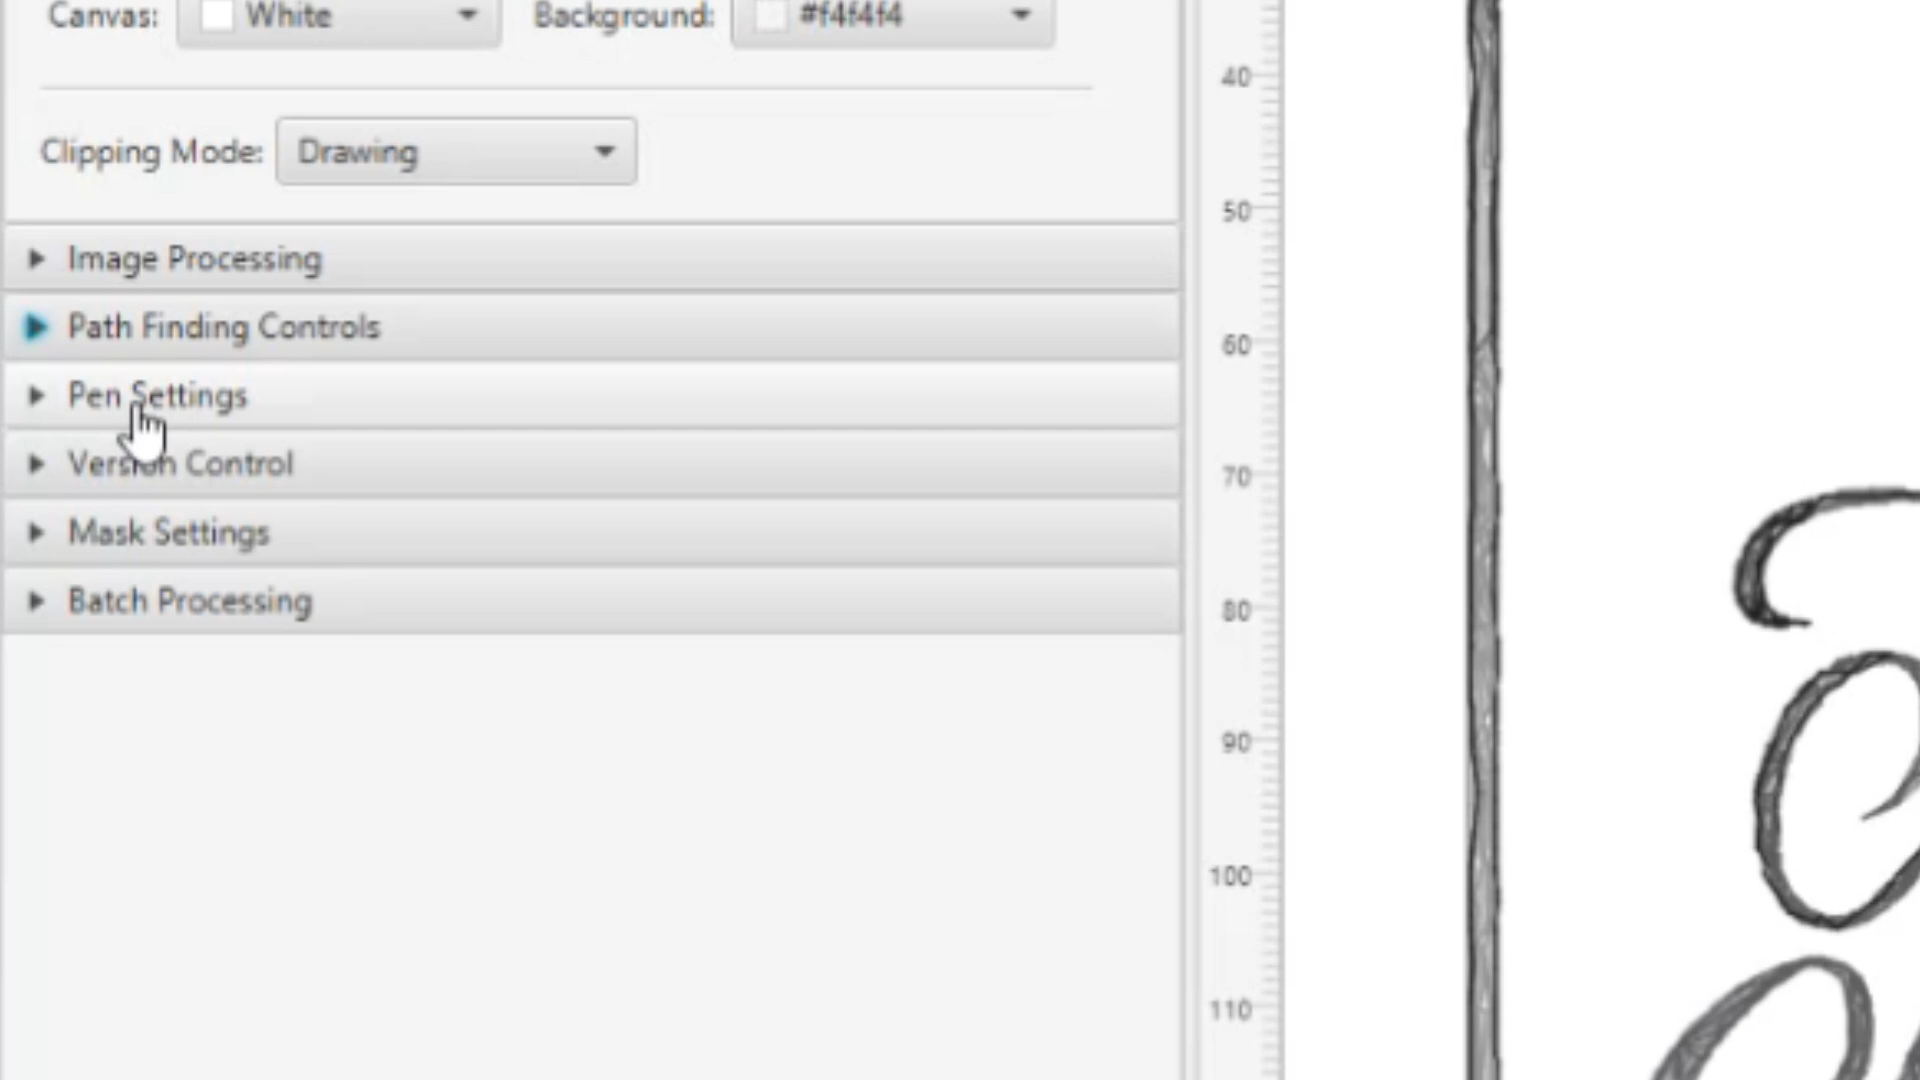 Canvas: White Background: #f4f4f4
Clipping Mode: Drawing
Image Processing
Path Finding Controls
Pen Settings
Version Control
Mask Settings
Batch Processing
40
50
60
70
80
90
100
110